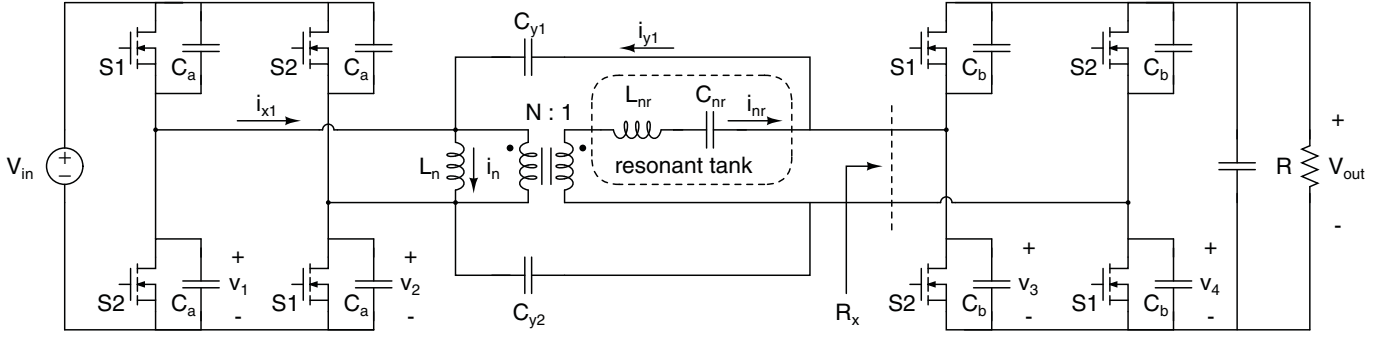 C_y1
i_y1
S1
C_a
S2
C_a
S1
C_b
S2
C_b
i_x1
N : 1
L_nr
C_nr
i_nr
+
V_in
+
−
L_n
i_n
resonant tank
R
V_out
-
S2
C_a
+
v_1
-
S1
C_a
+
v_2
-
C_y2
R_x
S2
C_b
+
v_3
-
S1
C_b
+
v_4
-